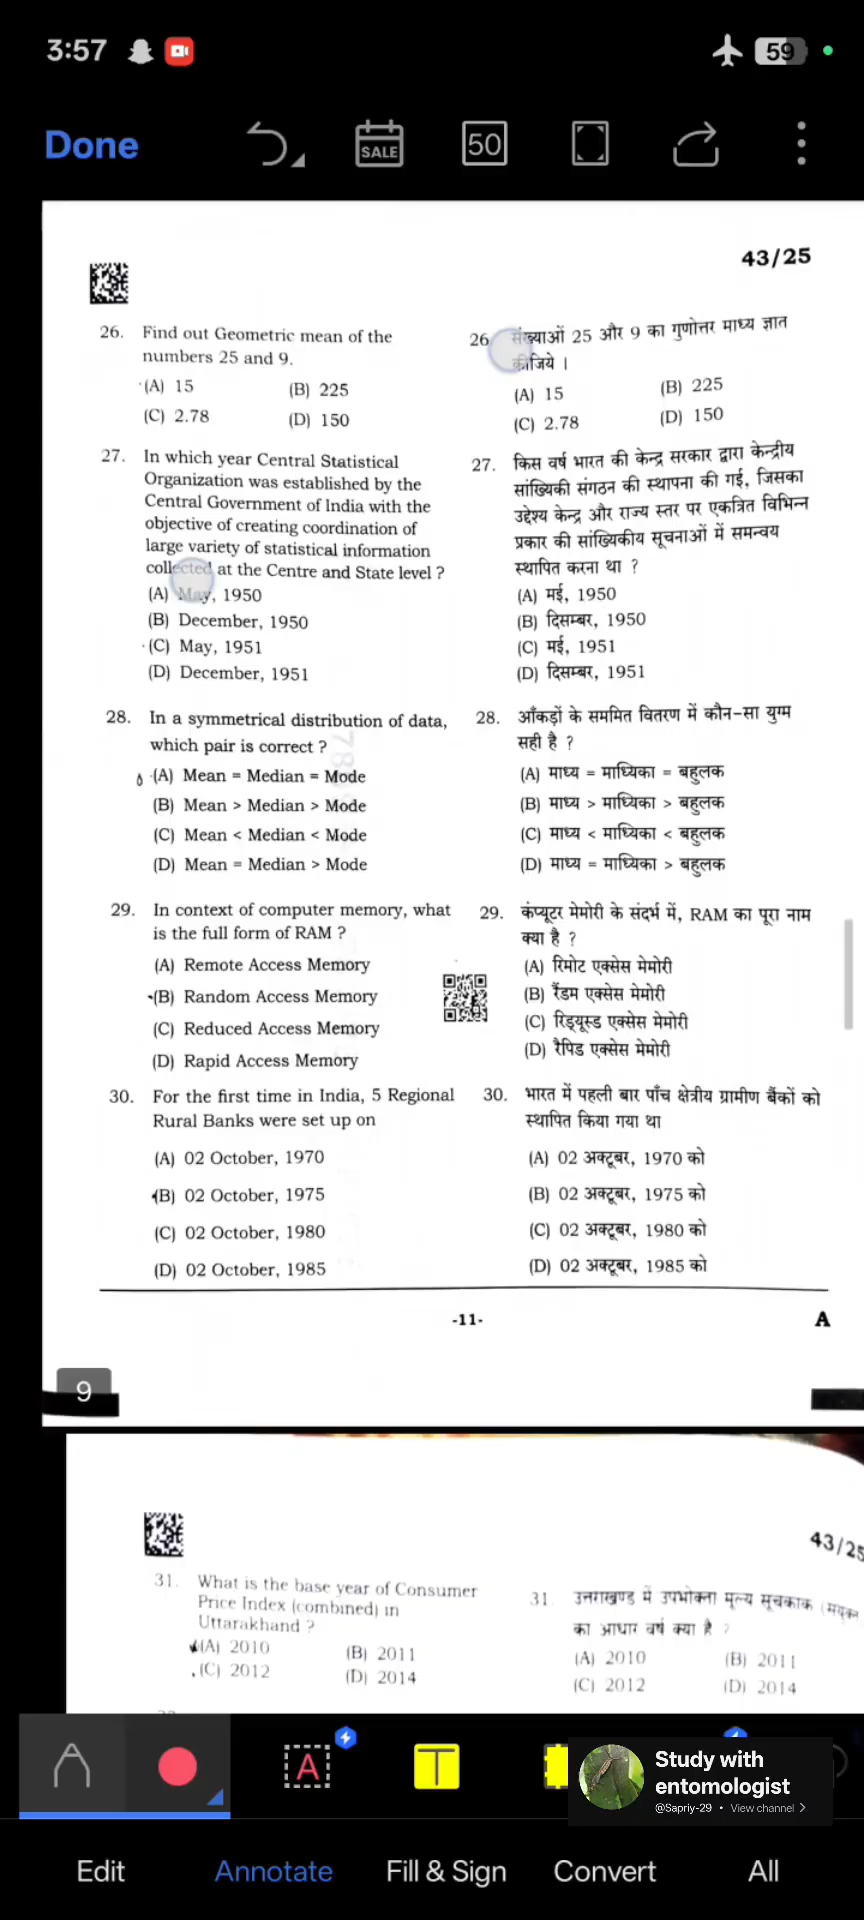 3:57
59
Done
SALE
50
43/25
26. Find out Geometric mean of the
numbers 25 and 9.
(A) 15
(B) 225
(C) 2.78
(D) 150
27. In which year Central Statistical
Organization was established by the
Central Government of India with the
objective of creating coordination of
large variety of statistical information
collected at the Centre and State level ?
(A) May, 1950
(B) December, 1950
(C) May, 1951
(D) December, 1951
28. In a symmetrical distribution of data,
which pair is correct ?
(A) Mean = Median = Mode
(B) Mean > Median > Mode
(C) Mean < Median < Mode
(D) Mean = Median > Mode
29. In context of computer memory, what
is the full form of RAM ?
(A) Remote Access Memory
(B) Random Access Memory
(C) Reduced Access Memory
(D) Rapid Access Memory
30. For the first time in India, 5 Regional
Rural Banks were set up on
(A) 02 October, 1970
(B) 02 October, 1975
(C) 02 October, 1980
(D) 02 October, 1985
26 संख्याओं 25 और 9 का गुणोत्तर माध्य ज्ञात
कीजिये ।
(A) 15
(B) 225
(C) 2.78
(D) 150
27. किस वर्ष भारत की केन्द्र सरकार द्वारा केन्द्रीय
सांख्यिकी संगठन की स्थापना की गई, जिसका
उद्देश्य केन्द्र और राज्य स्तर पर एकत्रित विभिन्न
प्रकार की सांख्यिकीय सूचनाओं में समन्वय
स्थापित करना था ?
(A) मई, 1950
(B) दिसम्बर, 1950
(C) मई, 1951
(D) दिसम्बर, 1951
28. आँकड़ों के सममित वितरण में कौन-सा युग्म
सही है ?
(A) माध्य = माध्यिका = बहुलक
(B) माध्य > माध्यिका > बहुलक
(C) माध्य < माध्यिका < बहुलक
(D) माध्य = माध्यिका > बहुलक
29. कंप्यूटर मेमोरी के संदर्भ में, RAM का पूरा नाम
क्या है ?
(A) रिमोट एक्सेस मेमोरी
(B) रैंडम एक्सेस मेमोरी
(C) रिड्यूस्ड एक्सेस मेमोरी
(D) रैपिड एक्सेस मेमोरी
30. भारत में पहली बार पाँच क्षेत्रीय ग्रामीण बैंकों को
स्थापित किया गया था
(A) 02 अक्टूबर, 1970 को
(B) 02 अक्टूबर, 1975 को
(C) 02 अक्टूबर, 1980 को
(D) 02 अक्टूबर, 1985 को
-11-
A
9
43/25
31. What is the base year of Consumer
Price Index (combined) in
Uttarakhand ?
(A) 2010
(B) 2011
(C) 2012
(D) 2014
31 उत्तराखण्ड में उपभोक्ता मूल्य सूचकांक
का आधार वर्ष क्या है ?
(A) 2010
(B) 2011
(C) 2012
(D) 2014
A
T
Study with
entomologist
@Sapriy-29 • View channel >
Edit
Annotate
Fill & Sign
Convert
All